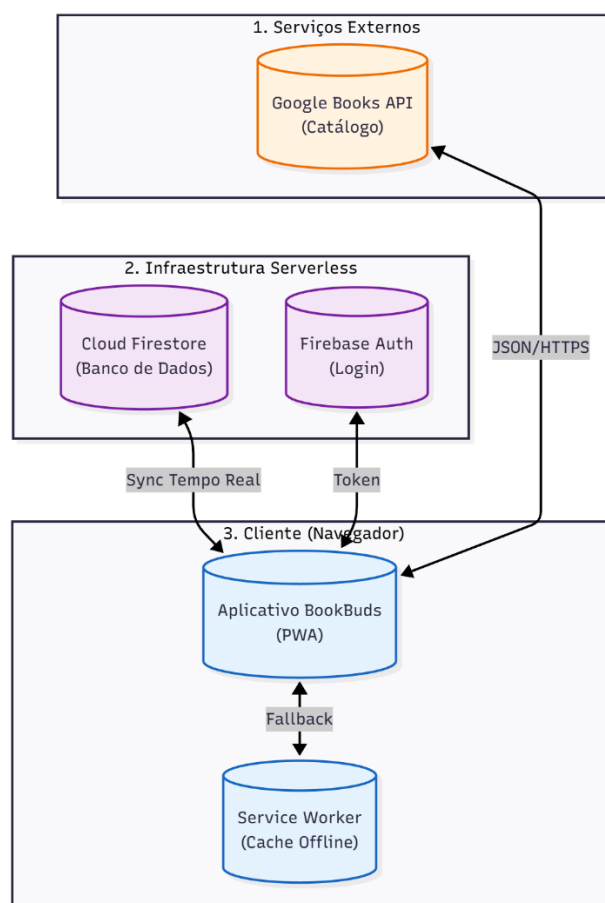 1. Serviços Externos
Google Books API
(Catálogo)
2. Infraestrutura Serverless
Cloud Firestore
(Banco de Dados)
Firebase Auth
(Login)
JSON/HTTPS
Sync Tempo Real
Token
3. Cliente (Navegador)
Aplicativo BookBuds
(PWA)
Fallback
Service Worker
(Cache Offline)